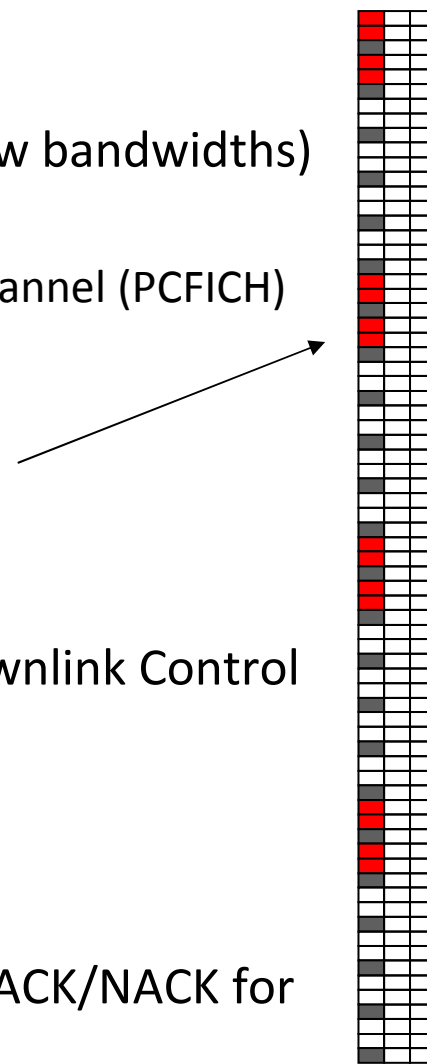 w bandwidths)
annel (PCFICH)
wnlink Control
ACK/NACK for